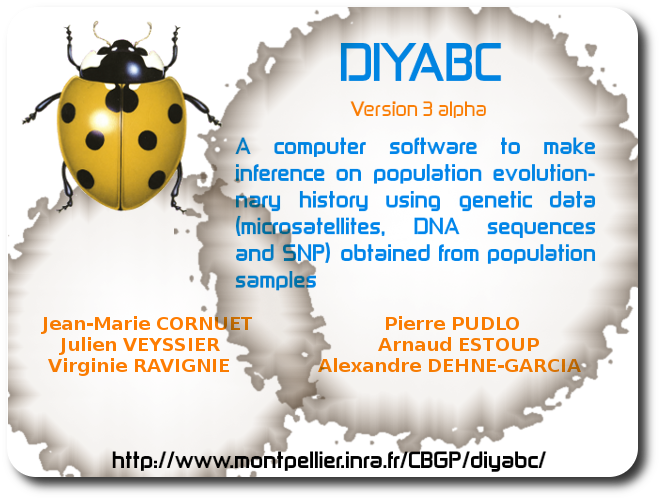 DIYABC
Version 3 alpha
A computer software to make
inference on population evolution-
nary history using genetic data
(microsatellites, DNA sequences
and SNP) obtained from population
samples
Jean-Marie CORNUET
Julien VEYSSIER
Virginie RAVIGNIE
Pierre PUDLO
Arnaud ESTOUP
Alexandre DEHNE-GARCIA
http://www.montpellier.inra.fr/CBGP/diyabc/